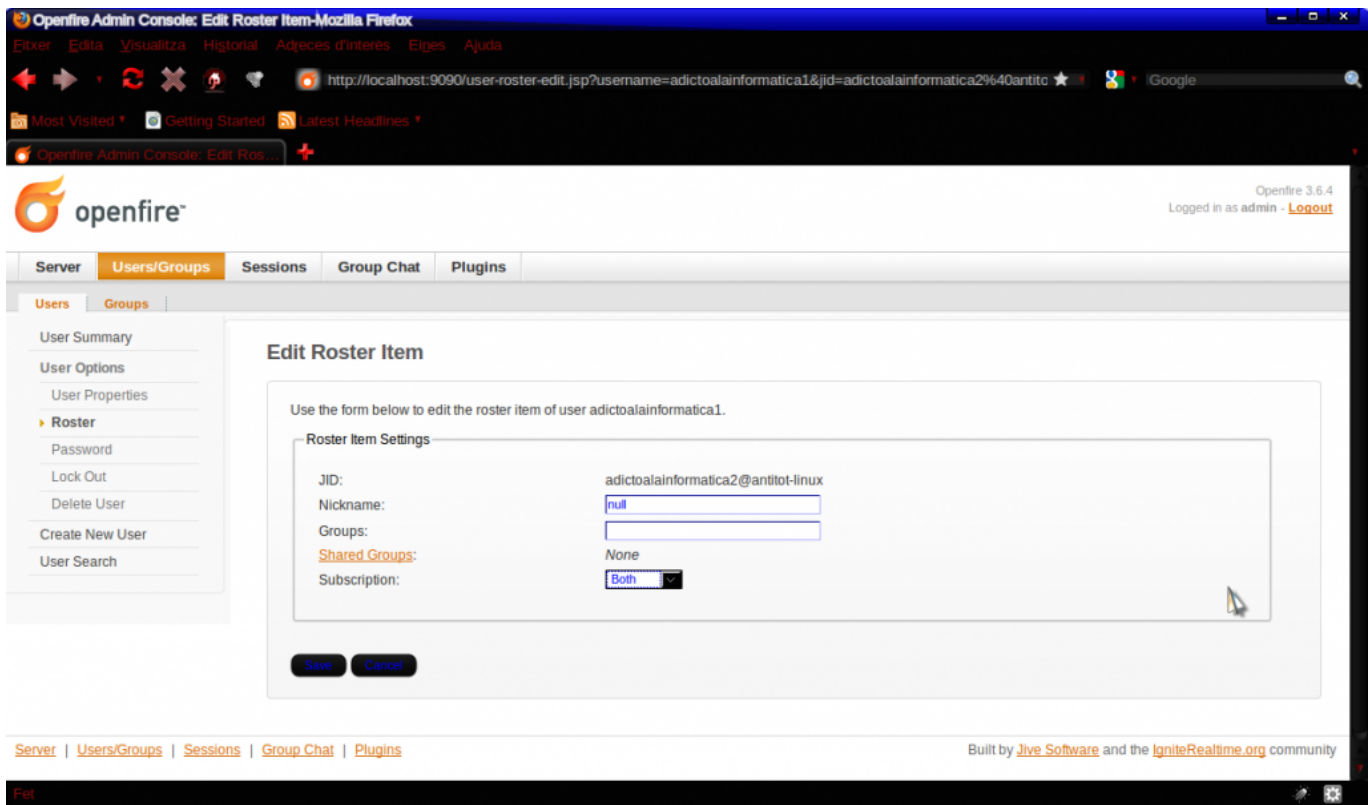 Openfire Admin Console: Edit Roster Item-Mozilla Firefox
Fitxer Edita Visualitza Historial Adreces d'interès Eines Ajuda
http://localhost:9090/user-roster-edit.jsp?username=adictoalainformatica1&jid=adictoalainformatica2%40antito
Google
Most Visited Getting Started Latest Headlines
Openfire Admin Console: Edit Ros...
openfire™
Openfire 3.6.4
Logged in as admin - Logout
Server Users/Groups Sessions Group Chat Plugins
Users Groups
User Summary
User Options
User Properties
Roster
Password
Lock Out
Delete User
Create New User
User Search
Edit Roster Item
Use the form below to edit the roster item of user adictoalainformatica1.
Roster Item Settings
JID: adictoalainformatica2@antitot-linux
Nickname: null
Groups:
Shared Groups: None
Subscription: Both
Save Cancel
Server | Users/Groups | Sessions | Group Chat | Plugins
Built by Jive Software and the IgniteRealtime.org community
Fet